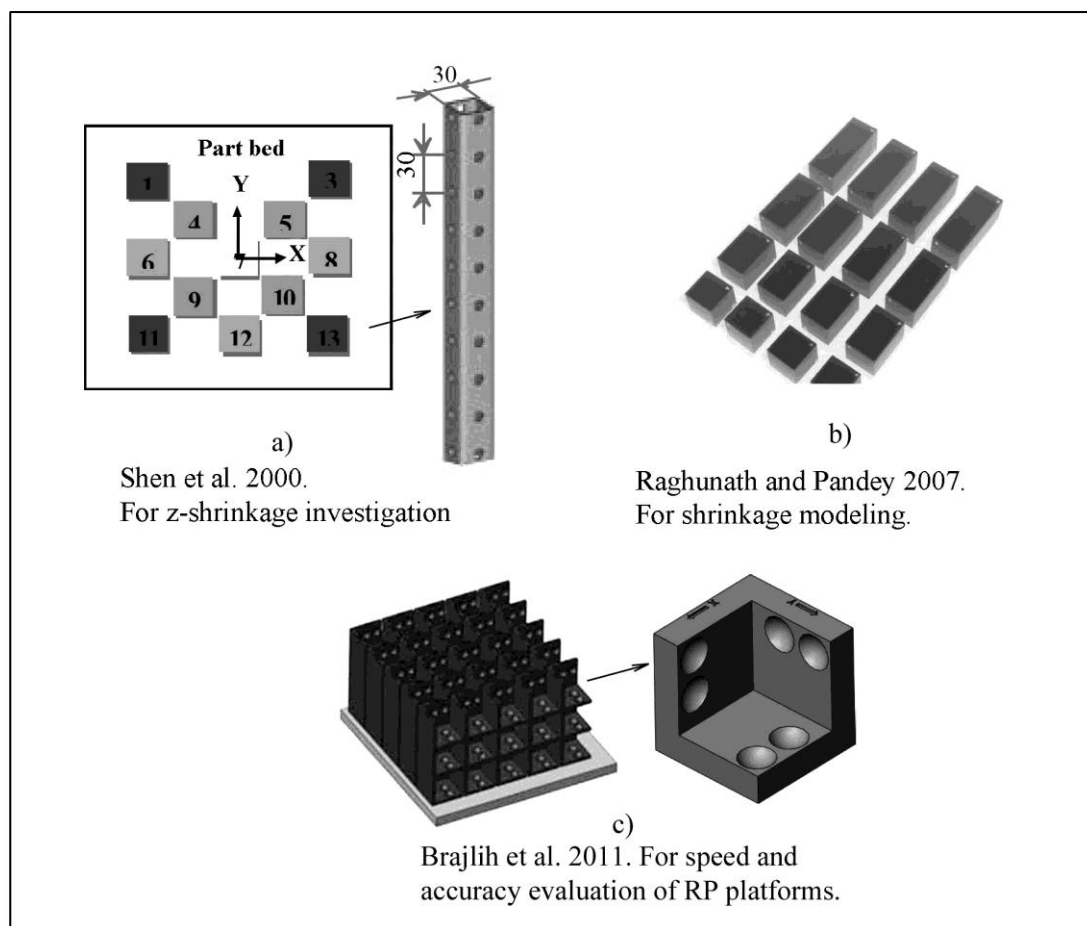 30
30
Part bed
Y
X
1
3
4
5
6
7
8
9
10
11
12
13
a)
Shen et al. 2000.
For z-shrinkage investigation
b)
Raghunath and Pandey 2007.
For shrinkage modeling.
X
Y
c)
Brajlih et al. 2011. For speed and
accuracy evaluation of RP platforms.